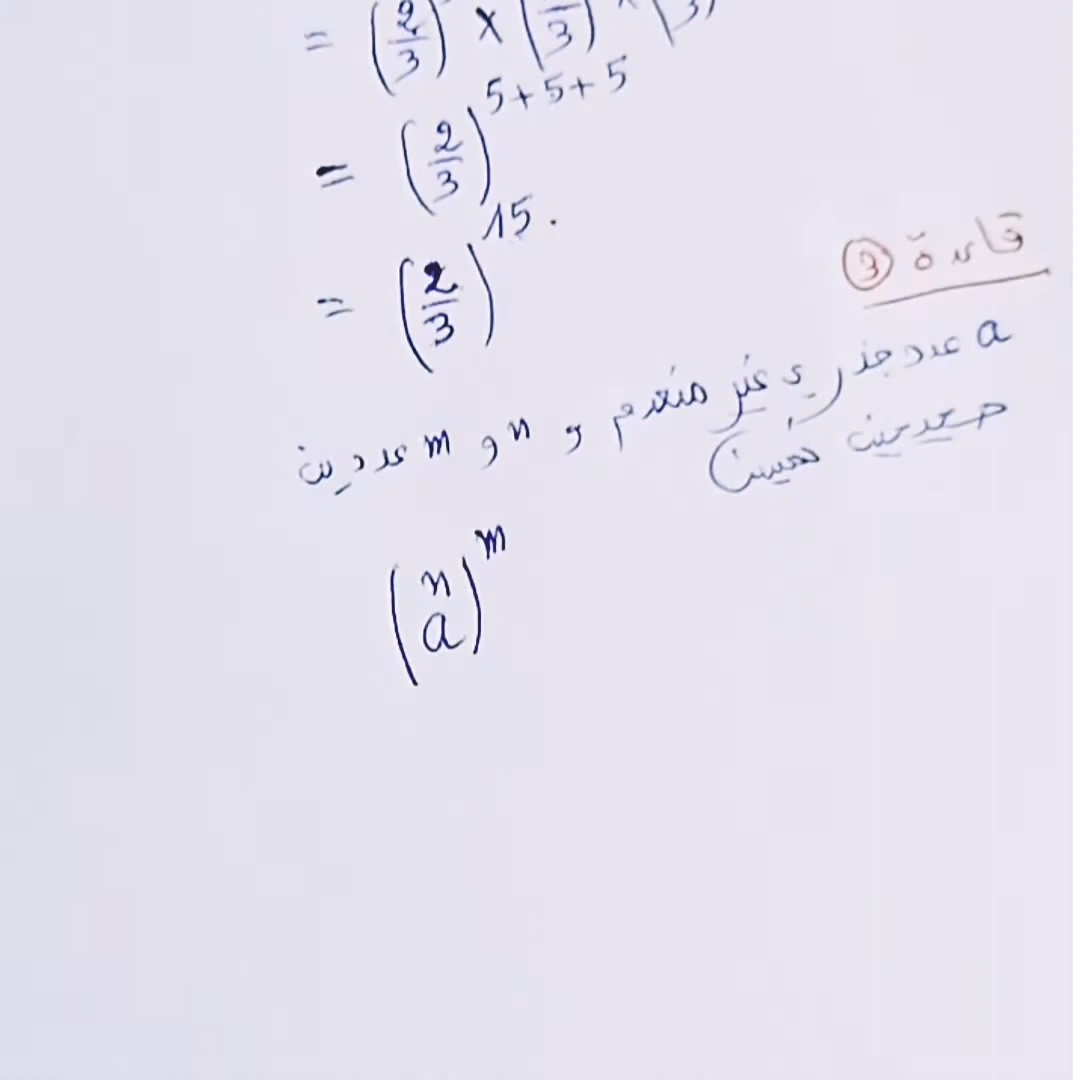 = (2/3) × ( /3) × ( 3)
= (2/3)^5+5+5
= (2/3)^15.
قاعدة ③
a عدد جذري غير منعدم و n و m عددين
صحيحين نسبيين
(a^n)^m